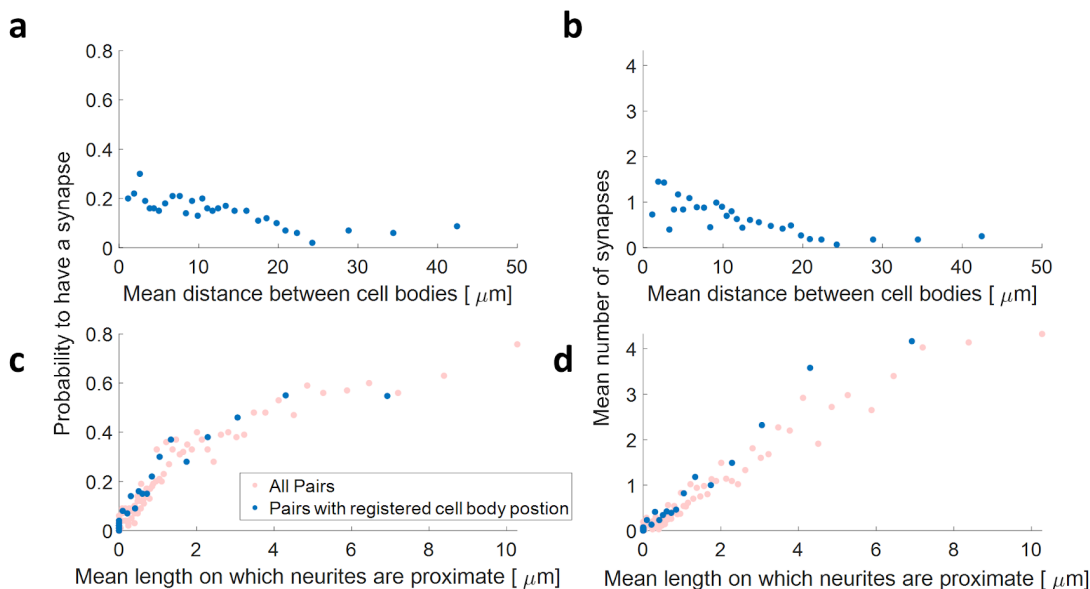 a
b
0.8
0.6
0.4
0.2
0
0 10 20 30 40 50
Mean distance between cell bodies [ μm]
4
3
2
1
0
0 10 20 30 40 50
Mean distance between cell bodies [ μm]
Probability to have a synapse
Mean number of synapses
c
d
0.8
0.6
0.4
0.2
0
0 2 4 6 8 10
Mean length on which neurites are proximate [ μm]
All Pairs
Pairs with registered cell body postion
4
3
2
1
0
0 2 4 6 8 10
Mean length on which neurites are proximate [ μm]